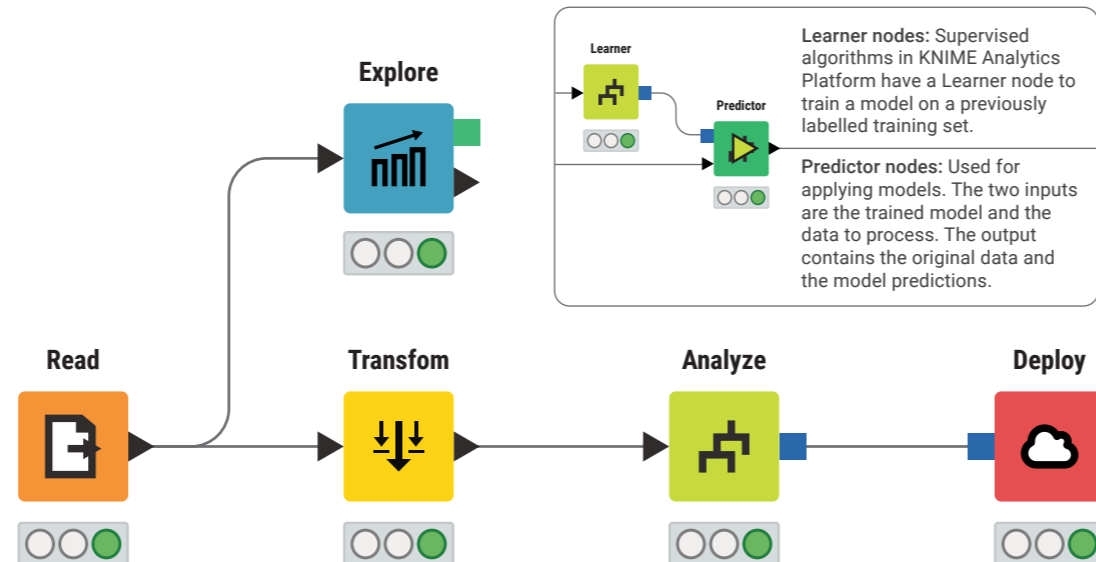 Explore
Learner
Predictor
Learner nodes: Supervised
algorithms in KNIME Analytics
Platform have a Learner node to
train a model on a previously
labelled training set.
Predictor nodes: Used for
applying models. The two inputs
are the trained model and the
data to process. The output
contains the original data and
the model predictions.
Read
Transfom
Analyze
Deploy